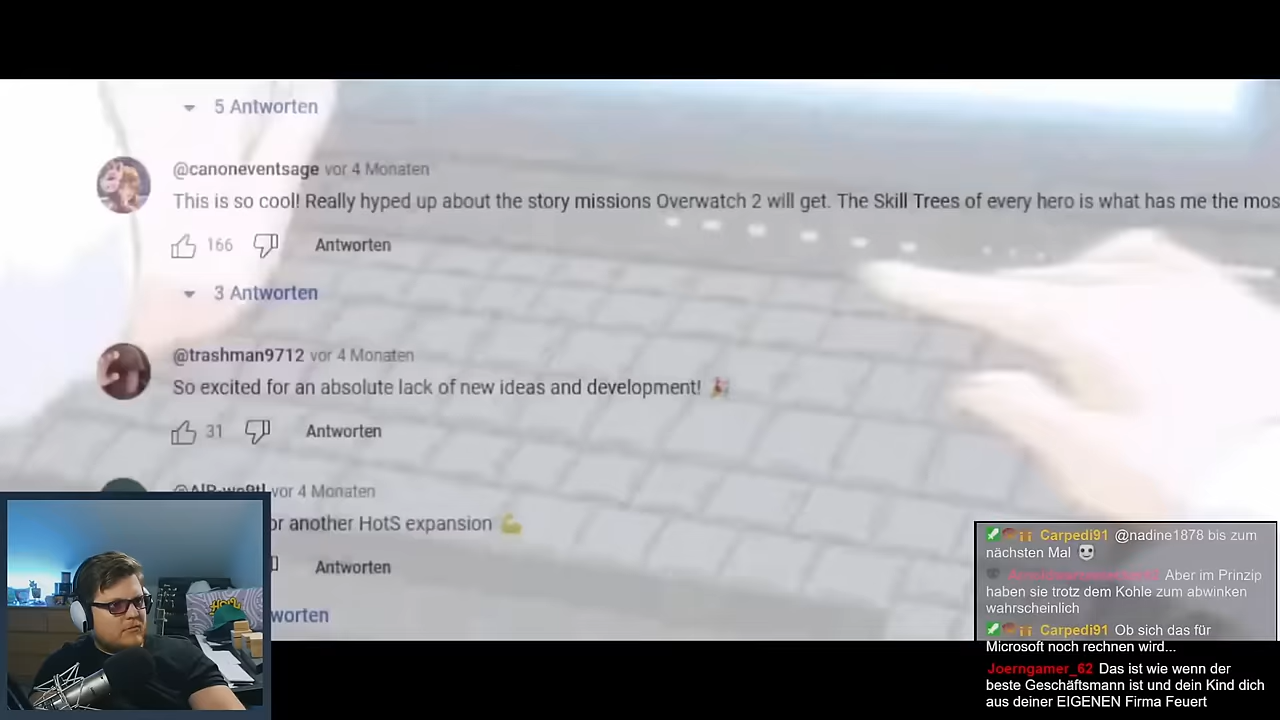 5 Antworten
@canoneventsage vor 4 Monaten
This is so cool! Really hyped up about the story missions Overwatch 2 will get. The Skill Trees of every hero is what has me the mos
166 Antworten
3 Antworten
@trashman9712 vor 4 Monaten
So excited for an absolute lack of new ideas and development! 🎉
31 Antworten
vor 4 Monaten
or another HotS expansion 💪
Antworten
worten
Carpedi91 @nadine1878 bis zum
nächsten Mal
Aber im Prinzip
haben sie trotz dem Kohle zum abwinken
wahrscheinlich
Carpedi91 Ob sich das für
Microsoft noch rechnen wird...
Joerngamer_62 Das ist wie wenn der
beste Geschäftsmann ist und dein Kind dich
aus deiner EIGENEN Firma Feuert